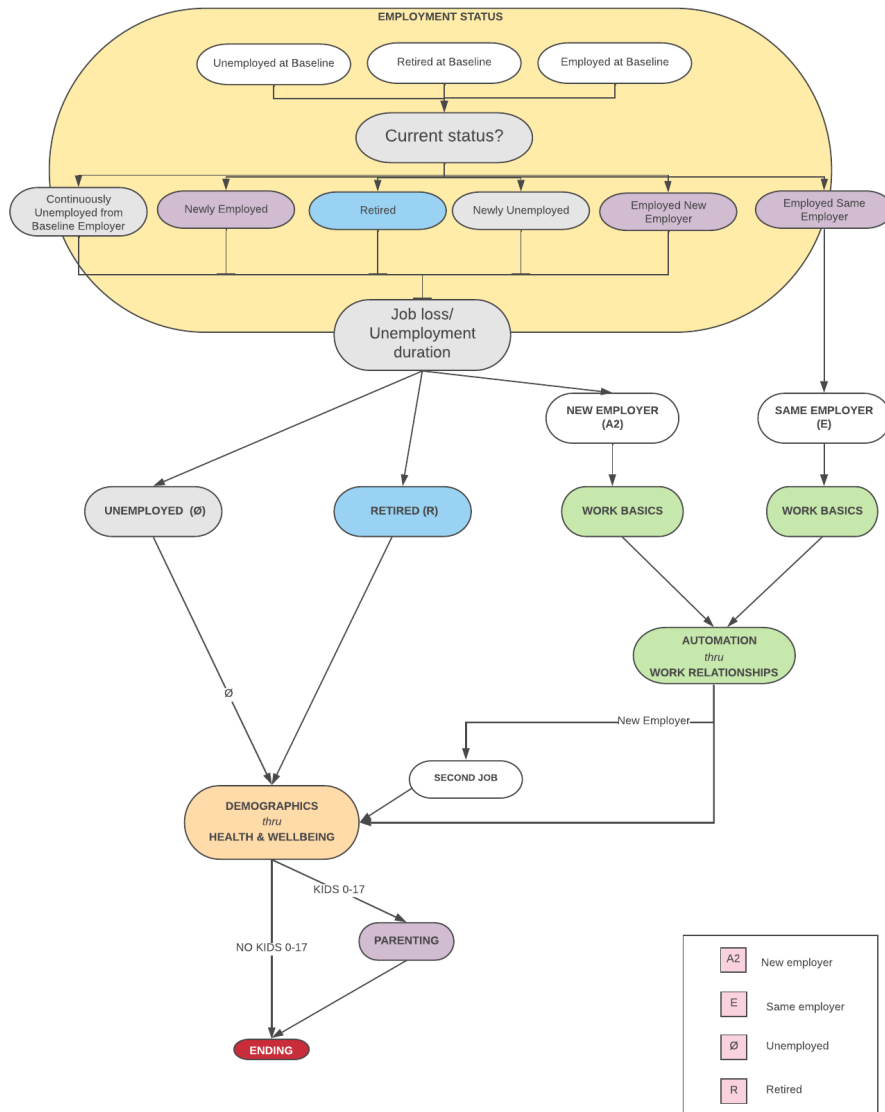 EMPLOYMENT STATUS
Unemployed at Baseline
Retired at Baseline
Employed at Baseline
Current status?
Continuously
Unemployed from
Baseline Employer
Newly Employed
Retired
Newly Unemployed
Employed New
Employer
Employed Same
Employer
Job loss/
Unemployment
duration
NEW EMPLOYER
(A2)
SAME EMPLOYER
(E)
UNEMPLOYED (Ø)
RETIRED (R)
WORK BASICS
WORK BASICS
AUTOMATION
thru
WORK RELATIONSHIPS
Ø
New Employer
SECOND JOB
DEMOGRAPHICS
thru
HEALTH & WELLBEING
KIDS 0-17
NO KIDS 0-17
PARENTING
ENDING
A2 New employer
E Same employer
Ø Unemployed
R Retired